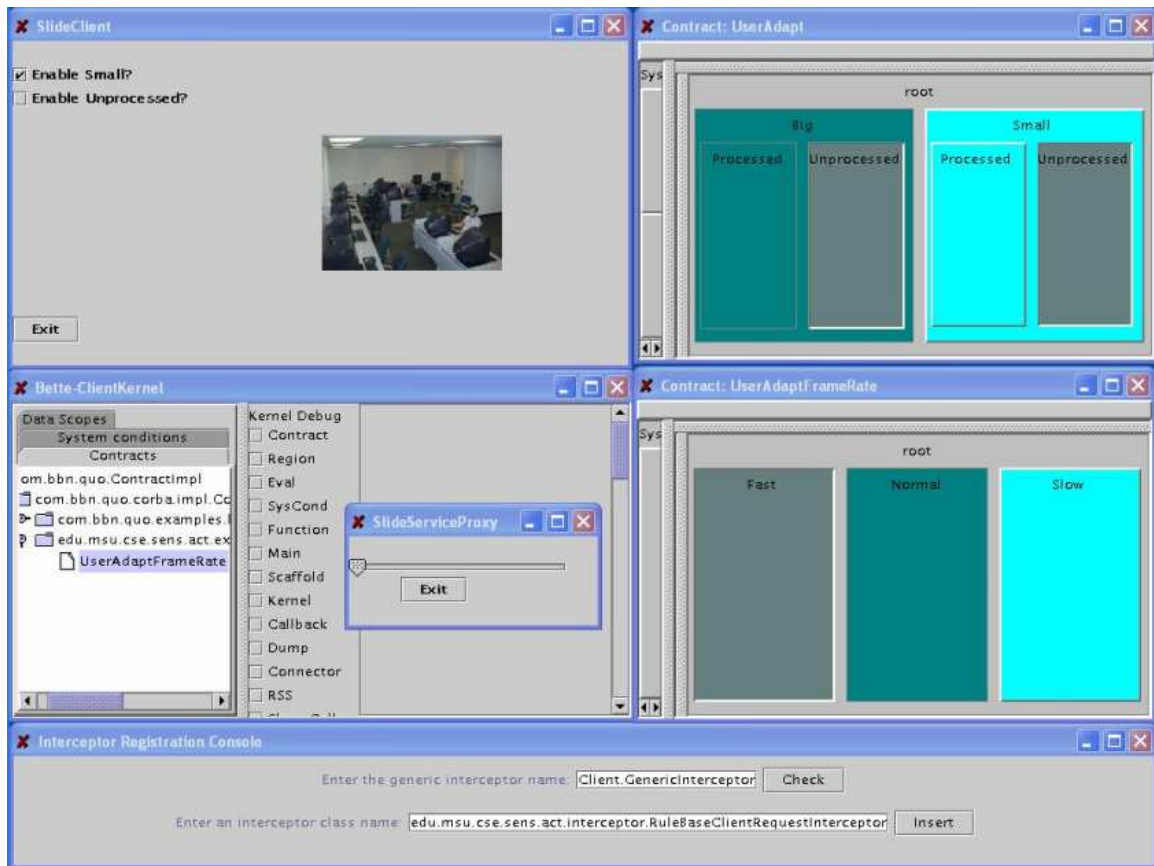 SlideClient
Enable Small?
Enable Unprocessed?
Exit
Contract: UserAdapt
Sys
root
Big
Small
Processed
Unprocessed
Processed
Unprocessed
Bette-ClientKernel
Data Scopes
System conditions
Contracts
om.bbn.quo.ContractImpl
com.bbn.quo.corba.impl.Co
com.bbn.quo.examples.
edu.msu.cse.sens.act.ex
UserAdaptFrameRate
Kernel Debug
Contract
Region
Eval
SysCond
Function
Main
Scaffold
Kernel
Callback
Dump
Connector
RSS
SlideServiceProxy
Exit
Contract: UserAdaptFrameRate
Sys
root
Fast
Normal
Slow
Interceptor Registration Console
Enter the generic interceptor name: Client.GenericInterceptor Check
Enter an interceptor class name: edu.msu.cse.sens.act.interceptor.RuleBaseClientRequestInterceptor Insert